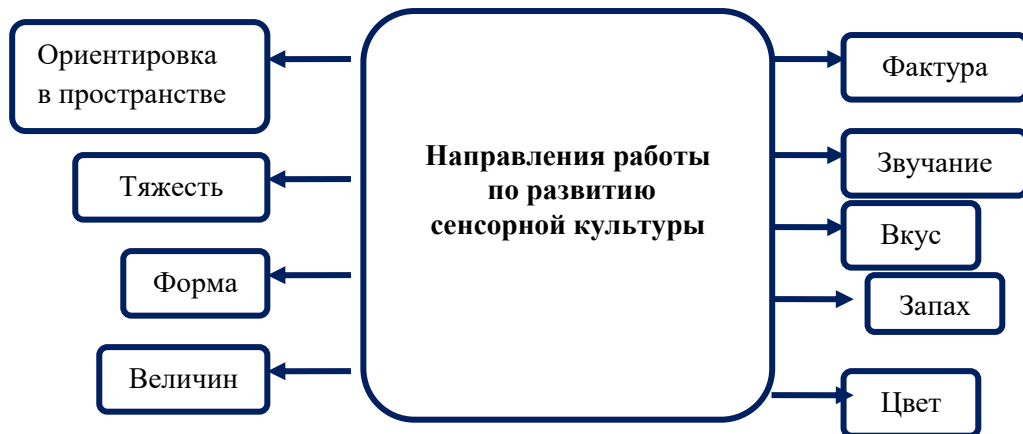 Ориентировка
в пространстве
Тяжесть
Форма
Величин
Направления работы
по развитию
сенсорной культуры
Фактура
Звучание
Вкус
Запах
Цвет